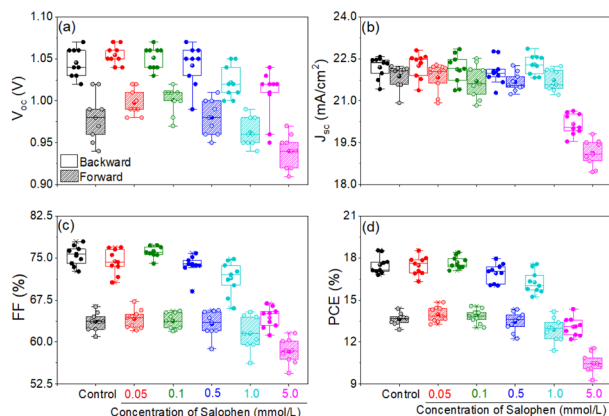 (a)
1.10
1.05
1.00
0.95
0.90
V_OC (V)
Backward
Forward
(b)
24.0
22.5
21.0
19.5
18.0
J_sc (mA/cm²)
(c)
82.5
75.0
67.5
60.0
52.5
FF (%)
Control 0.05 0.1 0.5 1.0 5.0
Concentration of Salophen (mmol/L)
(d)
21
18
15
12
9
PCE (%)
Control 0.05 0.1 0.5 1.0 5.0
Concentration of Salophen (mmol/L)